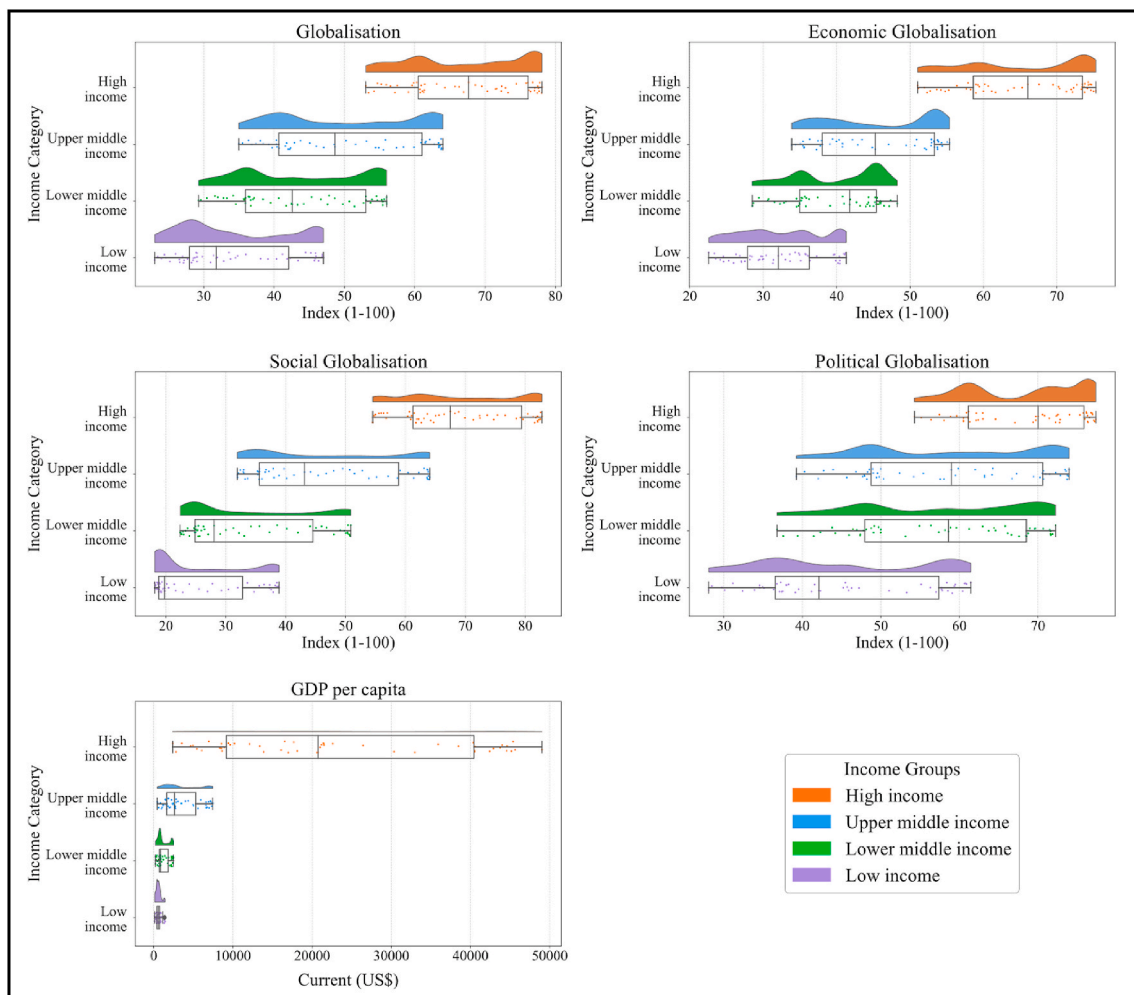 Globalisation
Income Category
High
income
Upper middle
income
Lower middle
income
Low
income
30 40 50 60 70 80
Index (1-100)
Economic Globalisation
Income Category
High
income
Upper middle
income
Lower middle
income
Low
income
20 30 40 50 60 70
Index (1-100)
Social Globalisation
Income Category
High
income
Upper middle
income
Lower middle
income
Low
income
20 30 40 50 60 70 80
Index (1-100)
Political Globalisation
Income Category
High
income
Upper middle
income
Lower middle
income
Low
income
30 40 50 60 70
Index (1-100)
GDP per capita
Income Category
High
income
Upper middle
income
Lower middle
income
Low
income
0 10000 20000 30000 40000 50000
Current (US$)
Income Groups
High income
Upper middle income
Lower middle income
Low income